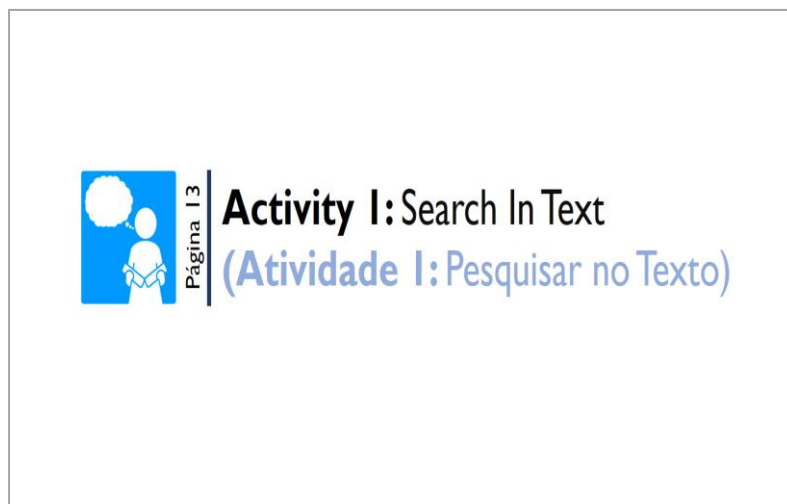 Página 13
Activity 1: Search In Text
(Atividade 1: Pesquisar no Texto)